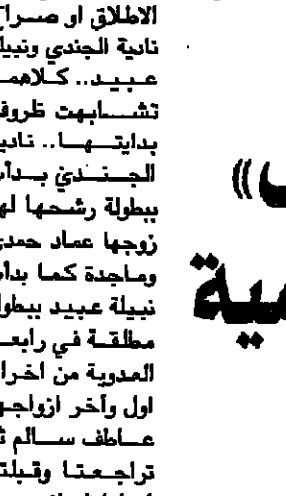 الاطلاق او صراع
نادية الجندي ونبيلة
عبيد.. كلاهما
تشابهت ظروف
بدايتها.. نادية
الجندي بدأت
ببطولة رشحها لها
زوجها عماد حمدي
وماجدة كما بدأت
نبيلة عبيد ببطولة
مطلقة في رابعة
العدوية من اخراج
اول وآخر ازواجها
عاطف سالم
تراجعتا وقبلتا